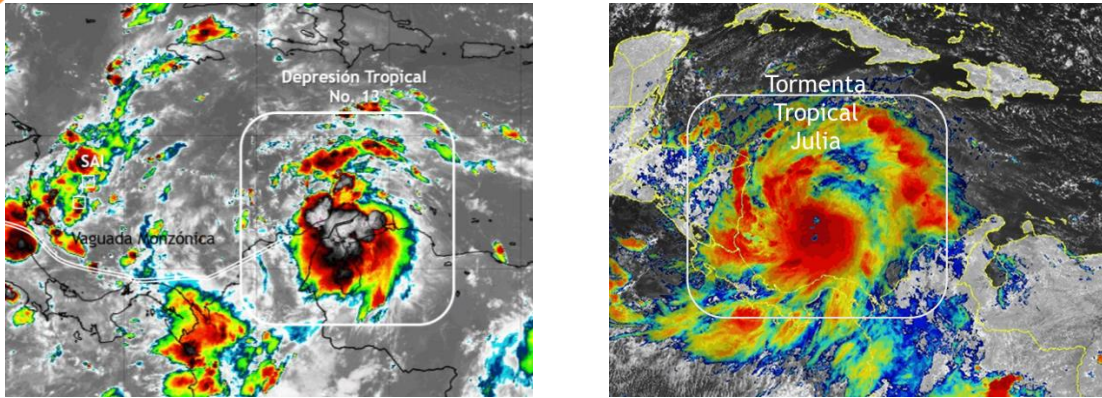 Depresión Tropical
No. 13
SAL
Vaguada Monzónica
Tormenta
Tropical
Julia